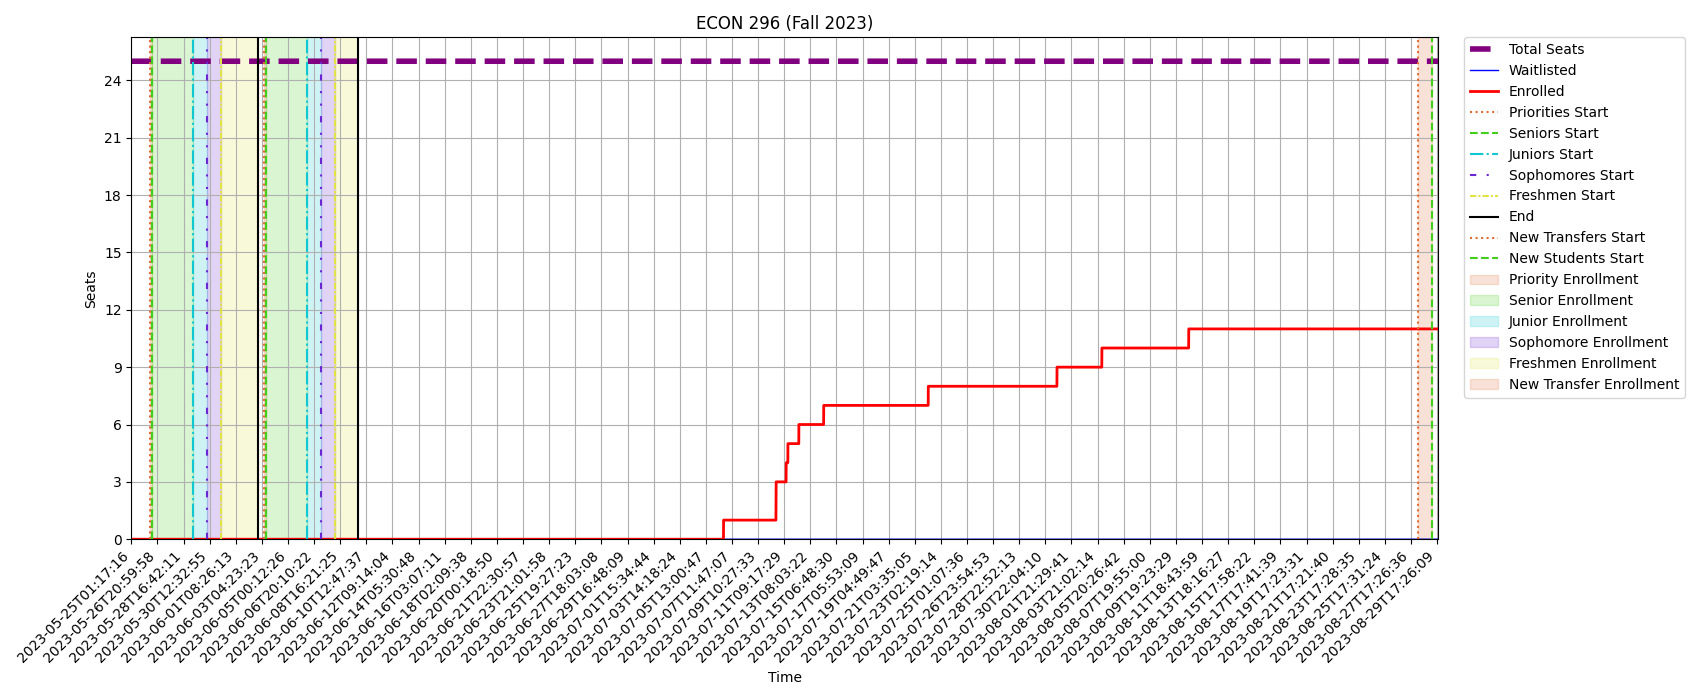 ECON 296 (Fall 2023)
Seats
24
21
18
15
12
9
6
3
0
2023-05-25T01:17:16
2023-05-26T20:59:58
2023-05-28T16:42:11
2023-05-30T12:32:55
2023-06-01T08:26:13
2023-06-03T04:23:23
2023-06-05T00:12:26
2023-06-06T20:10:22
2023-06-08T16:21:25
2023-06-10T12:47:37
2023-06-12T09:14:04
2023-06-14T05:30:48
2023-06-16T03:07:11
2023-06-18T02:09:38
2023-06-20T00:18:50
2023-06-21T22:30:57
2023-06-23T21:01:58
2023-06-25T19:27:23
2023-06-27T18:03:08
2023-06-29T16:48:09
2023-07-01T15:34:44
2023-07-03T14:18:24
2023-07-05T13:00:47
2023-07-07T11:47:07
2023-07-09T10:27:33
2023-07-11T09:17:29
2023-07-13T08:03:22
2023-07-15T06:48:30
2023-07-17T05:53:09
2023-07-19T04:49:47
2023-07-21T03:35:05
2023-07-23T02:19:14
2023-07-25T01:07:36
2023-07-26T23:54:53
2023-07-28T22:52:13
2023-07-30T22:04:10
2023-08-01T21:29:41
2023-08-03T21:02:14
2023-08-05T20:26:42
2023-08-07T19:55:00
2023-08-09T19:23:29
2023-08-11T18:43:59
2023-08-13T18:16:27
2023-08-15T17:58:22
2023-08-17T17:41:39
2023-08-19T17:23:31
2023-08-21T17:21:40
2023-08-23T17:28:35
2023-08-25T17:31:24
2023-08-27T17:26:36
2023-08-29T17:26:09
Time
Total Seats
Waitlisted
Enrolled
Priorities Start
Seniors Start
Juniors Start
Sophomores Start
Freshmen Start
End
New Transfers Start
New Students Start
Priority Enrollment
Senior Enrollment
Junior Enrollment
Sophomore Enrollment
Freshmen Enrollment
New Transfer Enrollment